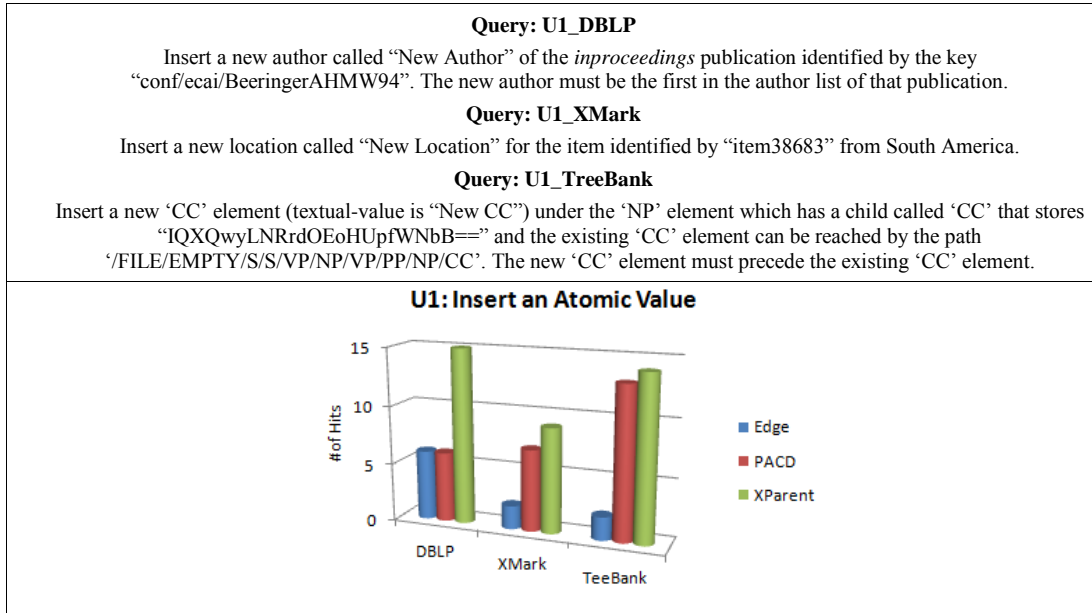 Query: U1_DBLP
Insert a new author called “New Author” of the inproceedings publication identified by the key
“conf/ecai/BeeringerAHMW94”. The new author must be the first in the author list of that publication.
Query: U1_XMark
Insert a new location called “New Location” for the item identified by “item38683” from South America.
Query: U1_TreeBank
Insert a new ‘CC’ element (textual-value is “New CC”) under the ‘NP’ element which has a child called ‘CC’ that stores
“IQXQwyLNRrdOEoHUpfWNbB==” and the existing ‘CC’ element can be reached by the path
‘/FILE/EMPTY/S/S/VP/NP/VP/PP/NP/CC’. The new ‘CC’ element must precede the existing ‘CC’ element.
U1: Insert an Atomic Value
15
10
5
0
# of Hits
DBLP
XMark
TeeBank
Edge
PACD
XParent